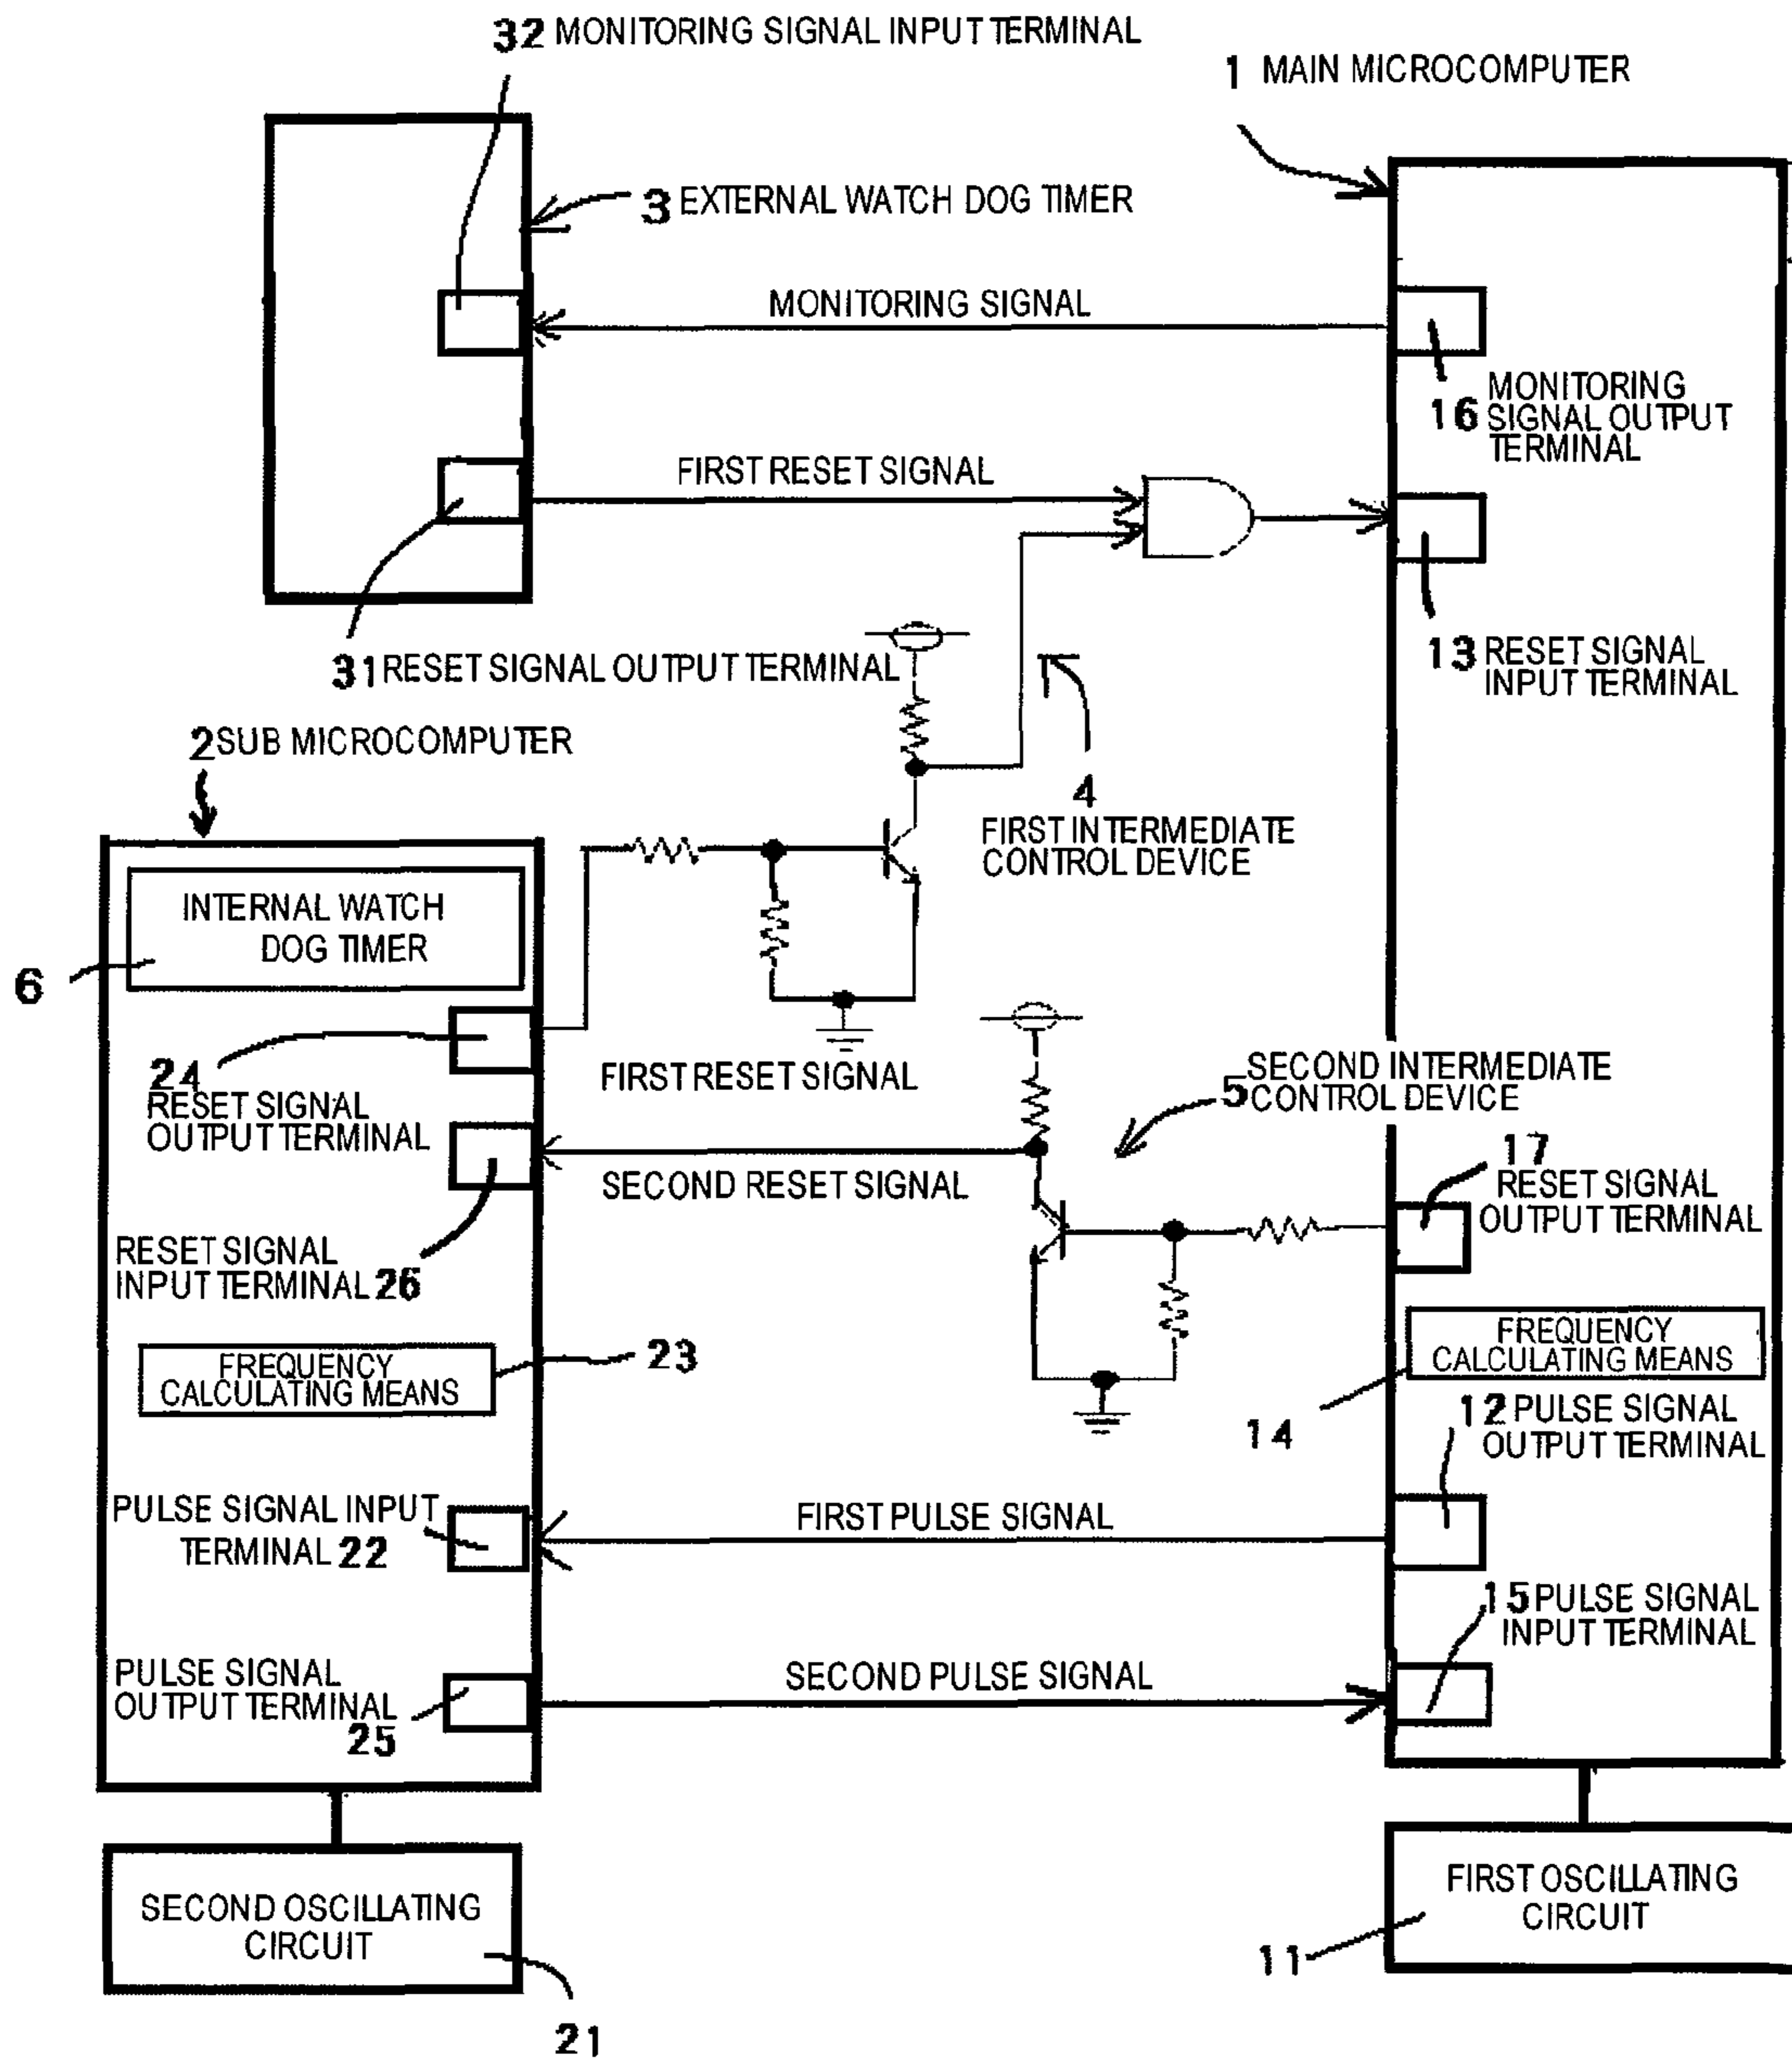 32 MONITORING SIGNAL INPUT TERMINAL
1 MAIN MICROCOMPUTER
3 EXTERNAL WATCH DOG TIMER
MONITORING SIGNAL
16 MONITORING
SIGNAL OUTPUT
TERMINAL
FIRST RESET SIGNAL
13 RESET SIGNAL
INPUT TERMINAL
31 RESET SIGNAL OUTPUT TERMINAL
2 SUB MICROCOMPUTER
4
FIRST INTERMEDIATE
CONTROL DEVICE
INTERNAL WATCH
DOG TIMER
6
24
RESET SIGNAL
OUTPUT TERMINAL
FIRST RESET SIGNAL
5 SECOND INTERMEDIATE
CONTROL DEVICE
SECOND RESET SIGNAL
17
RESET SIGNAL
OUTPUT TERMINAL
RESET SIGNAL
INPUT TERMINAL 26
FREQUENCY
CALCULATING MEANS
23
FREQUENCY
CALCULATING MEANS
14
12 PULSE SIGNAL
OUTPUT TERMINAL
PULSE SIGNAL INPUT
TERMINAL 22
FIRST PULSE SIGNAL
15 PULSE SIGNAL
INPUT TERMINAL
PULSE SIGNAL
OUTPUT TERMINAL
25
SECOND PULSE SIGNAL
SECOND OSCILLATING
CIRCUIT
21
FIRST OSCILLATING
CIRCUIT
11